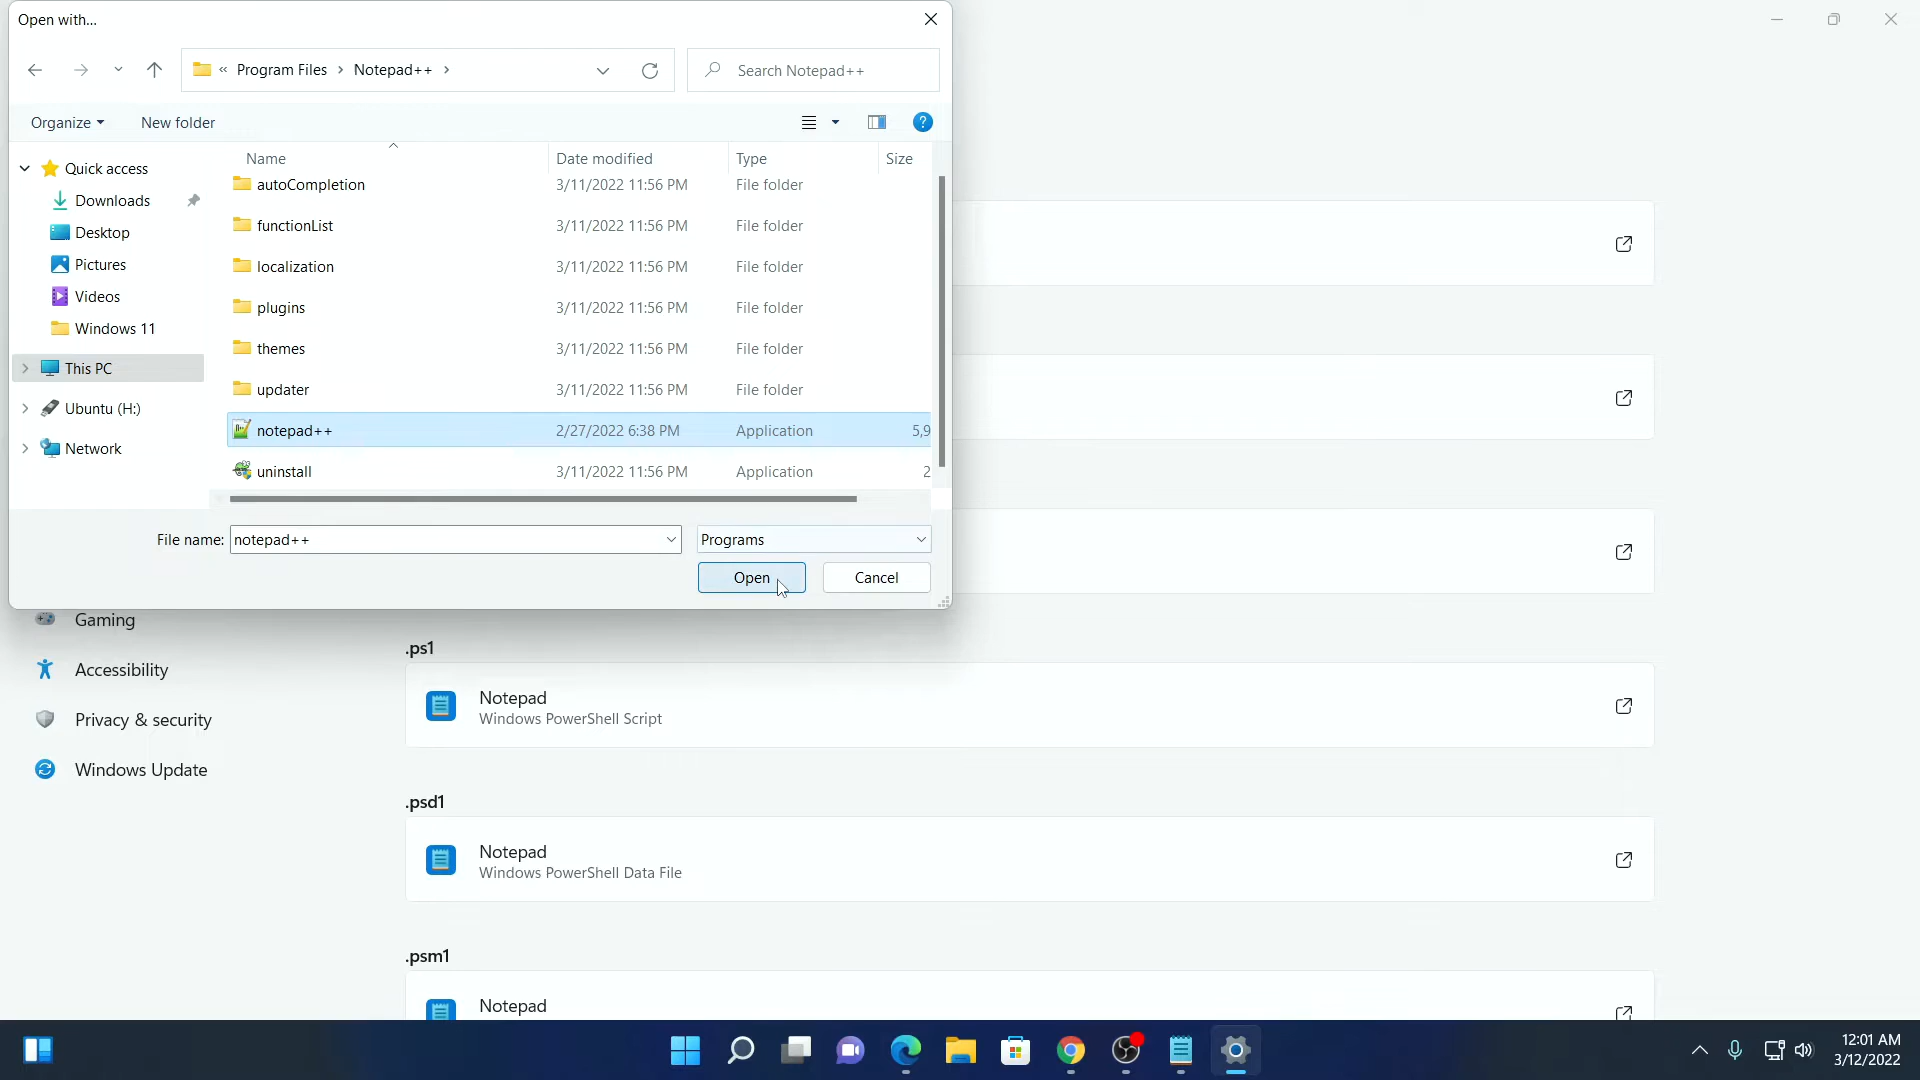 Open with...
« Program Files › Notepad++ ›
Search Notepad++
Organize
New folder
Name Date modified Type Size
Quick access
Downloads
Desktop
Pictures
Videos
Windows 11
This PC
Ubuntu (H:)
Network
autoCompletion 3/11/2022 11:56 PM File folder
functionList 3/11/2022 11:56 PM File folder
localization 3/11/2022 11:56 PM File folder
plugins 3/11/2022 11:56 PM File folder
themes 3/11/2022 11:56 PM File folder
updater 3/11/2022 11:56 PM File folder
notepad++ 2/27/2022 6:38 PM Application 5,9
uninstall 3/11/2022 11:56 PM Application 2
File name: notepad++ Programs
Open Cancel
Gaming
Accessibility
Privacy & security
Windows Update
.ps1
Notepad
Windows PowerShell Script
.psd1
Notepad
Windows PowerShell Data File
.psm1
Notepad
12:01 AM
3/12/2022